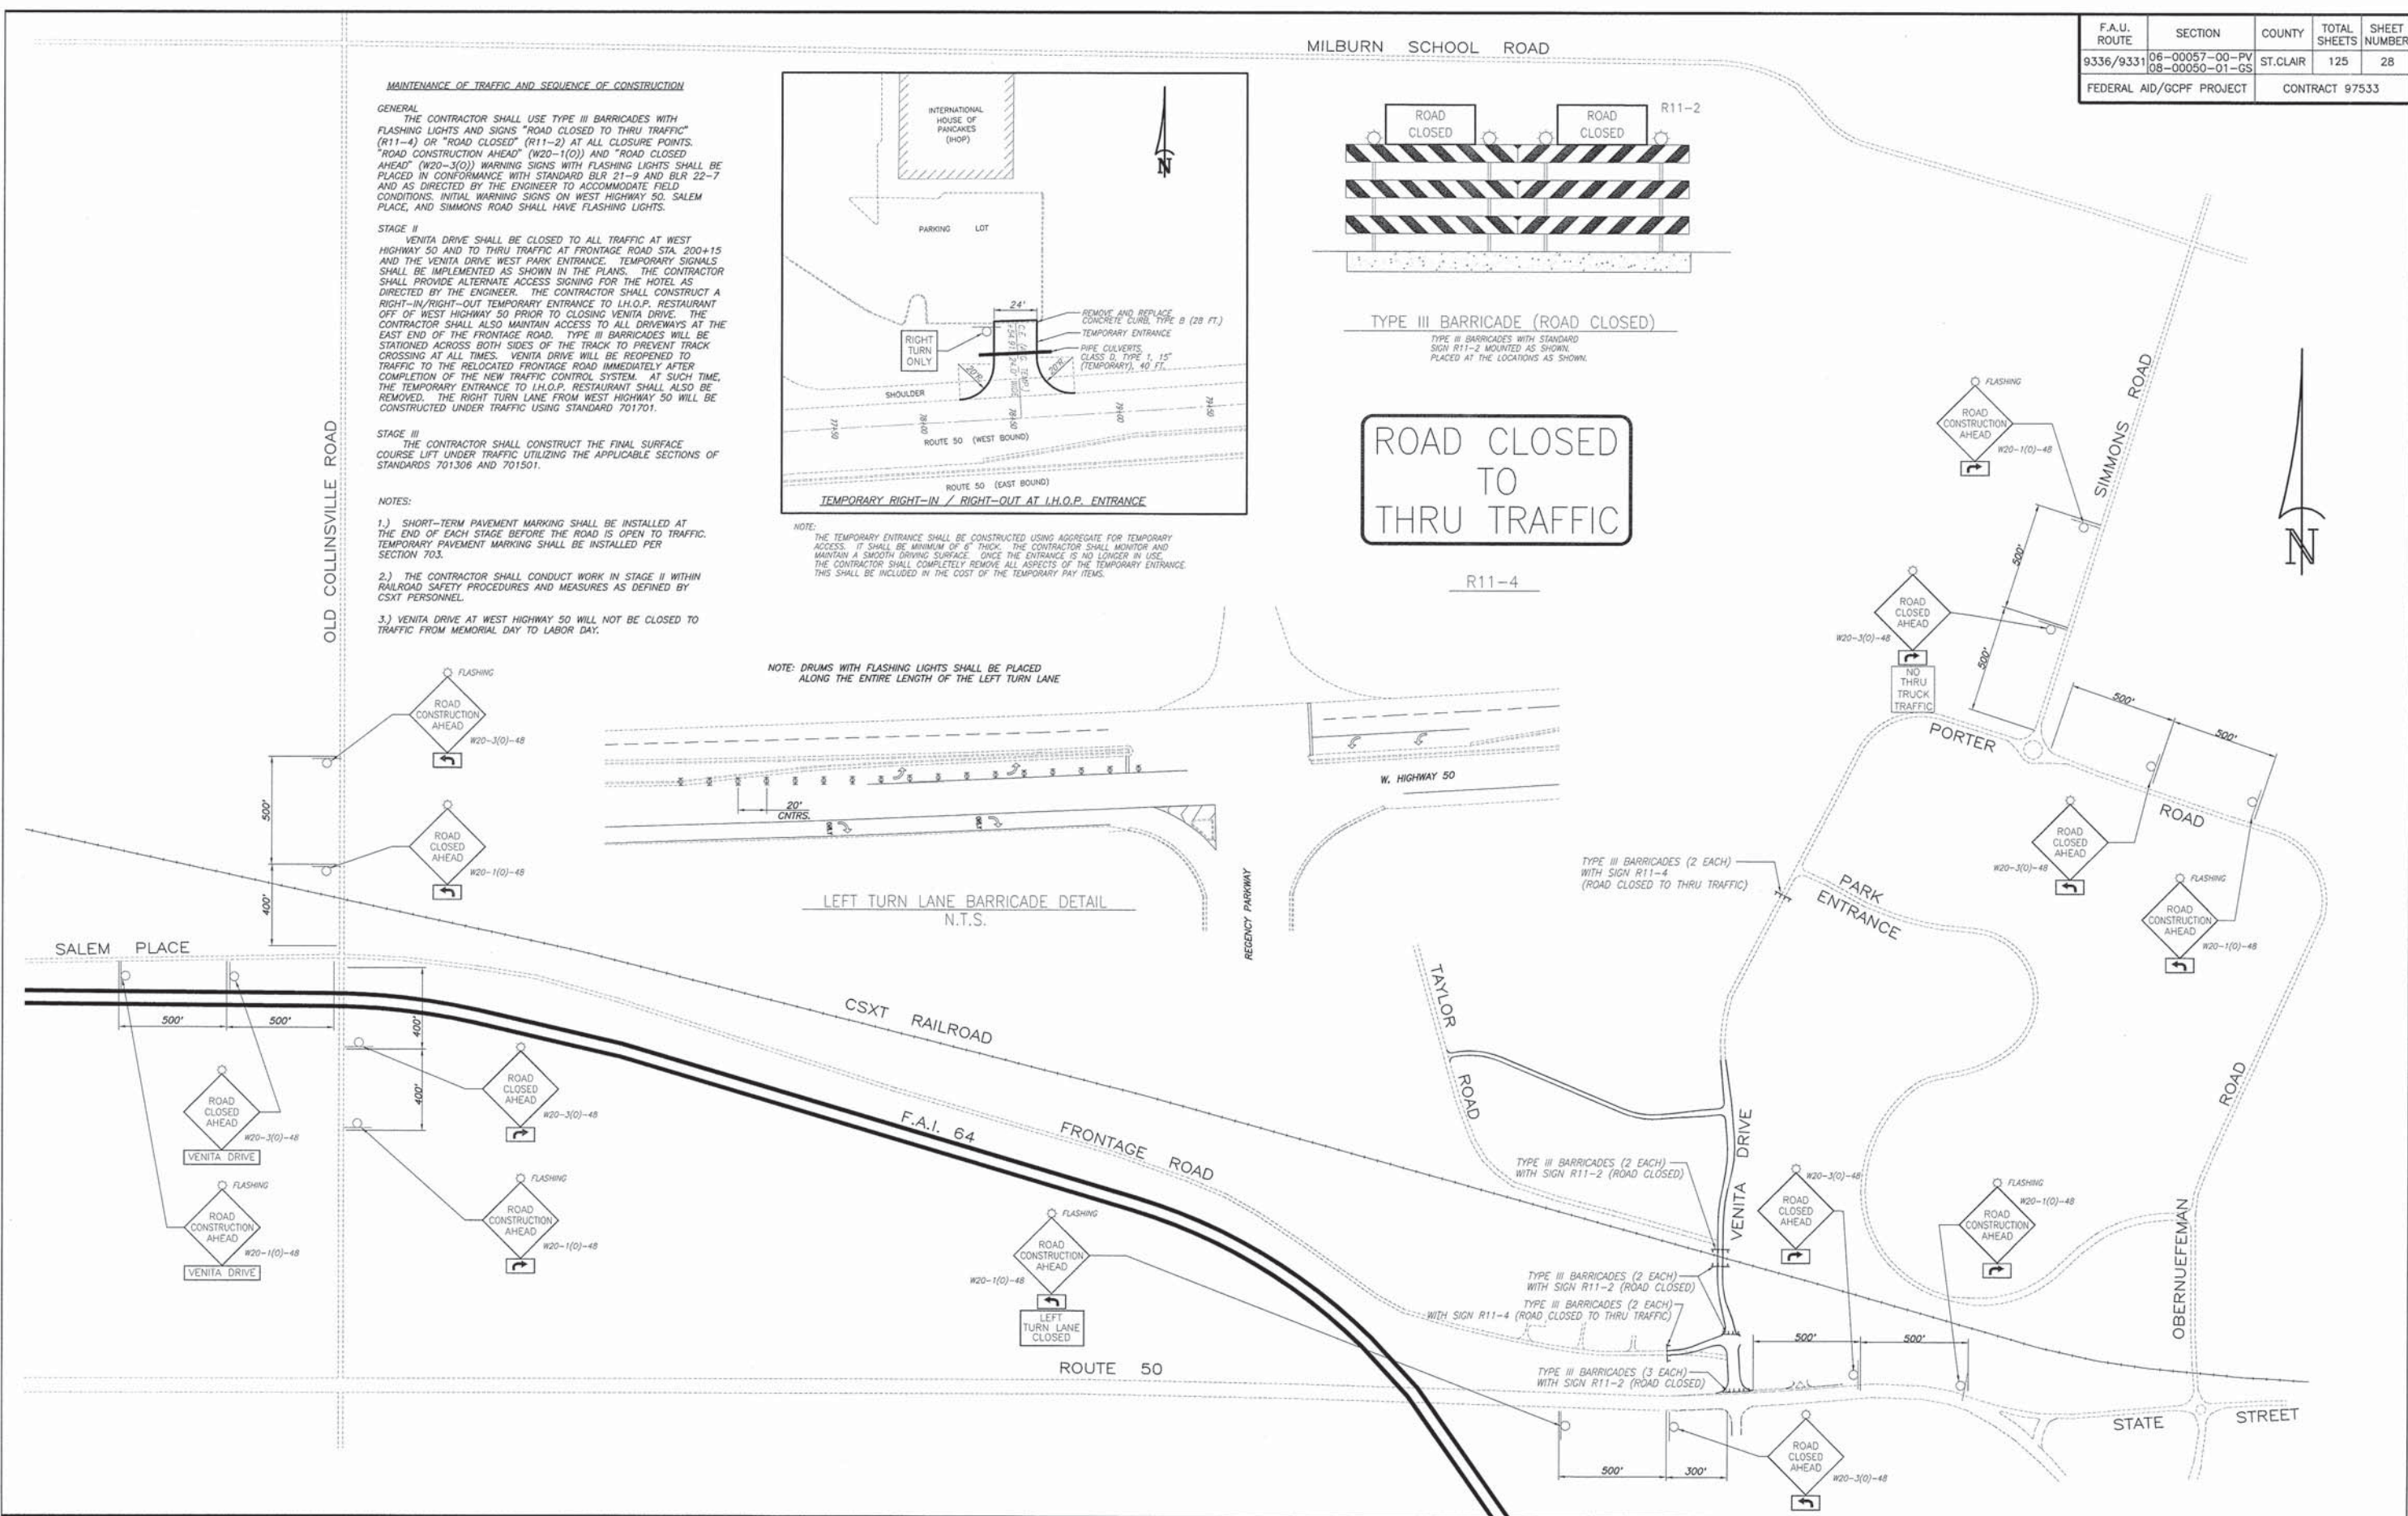 MILBURN SCHOOL ROAD
F.A.U. ROUTE
SECTION
COUNTY
TOTAL SHEETS
SHEET NUMBER
9336/9331
06-00057-00-PV
08-00050-01-GS
ST.CLAIR
125
28
FEDERAL AID/GCPF PROJECT
CONTRACT 97533
MAINTENANCE OF TRAFFIC AND SEQUENCE OF CONSTRUCTION
GENERAL
THE CONTRACTOR SHALL USE TYPE III BARRICADES WITH
FLASHING LIGHTS AND SIGNS "ROAD CLOSED TO THRU TRAFFIC"
(R11-4) OR "ROAD CLOSED" (R11-2) AT ALL CLOSURE POINTS.
"ROAD CONSTRUCTION AHEAD" (W20-1(O)) AND "ROAD CLOSED
AHEAD" (W20-3(O)) WARNING SIGNS WITH FLASHING LIGHTS SHALL BE
PLACED IN CONFORMANCE WITH STANDARD BLR 21-9 AND BLR 22-7
AND AS DIRECTED BY THE ENGINEER TO ACCOMMODATE FIELD
CONDITIONS. INITIAL WARNING SIGNS ON WEST HIGHWAY 50. SALEM
PLACE, AND SIMMONS ROAD SHALL HAVE FLASHING LIGHTS.
STAGE II
VENITA DRIVE SHALL BE CLOSED TO ALL TRAFFIC AT WEST
HIGHWAY 50 AND TO THRU TRAFFIC AT FRONTAGE ROAD STA. 200+15
AND THE VENITA DRIVE WEST PARK ENTRANCE. TEMPORARY SIGNALS
SHALL BE IMPLEMENTED AS SHOWN IN THE PLANS. THE CONTRACTOR
SHALL PROVIDE ALTERNATE ACCESS SIGNING FOR THE HOTEL AS
DIRECTED BY THE ENGINEER. THE CONTRACTOR SHALL CONSTRUCT A
RIGHT-IN/RIGHT-OUT TEMPORARY ENTRANCE TO I.H.O.P. RESTAURANT
OFF OF WEST HIGHWAY 50 PRIOR TO CLOSING VENITA DRIVE. THE
CONTRACTOR SHALL ALSO MAINTAIN ACCESS TO ALL DRIVEWAYS AT THE
EAST END OF THE FRONTAGE ROAD. TYPE III BARRICADES WILL BE
STATIONED ACROSS BOTH SIDES OF THE TRACK TO PREVENT TRACK
CROSSING AT ALL TIMES. VENITA DRIVE WILL BE REOPENED TO
TRAFFIC TO THE RELOCATED FRONTAGE ROAD IMMEDIATELY AFTER
COMPLETION OF THE NEW TRAFFIC CONTROL SYSTEM. AT SUCH TIME,
THE TEMPORARY ENTRANCE TO I.H.O.P. RESTAURANT SHALL ALSO BE
REMOVED. THE RIGHT TURN LANE FROM WEST HIGHWAY 50 WILL BE
CONSTRUCTED UNDER TRAFFIC USING STANDARD 701701.
STAGE III
THE CONTRACTOR SHALL CONSTRUCT THE FINAL SURFACE
COURSE LIFT UNDER TRAFFIC UTILIZING THE APPLICABLE SECTIONS OF
STANDARDS 701306 AND 701501.
NOTES:
1.) SHORT-TERM PAVEMENT MARKING SHALL BE INSTALLED AT
THE END OF EACH STAGE BEFORE THE ROAD IS OPEN TO TRAFFIC.
TEMPORARY PAVEMENT MARKING SHALL BE INSTALLED PER
SECTION 703.
2.) THE CONTRACTOR SHALL CONDUCT WORK IN STAGE II WITHIN
RAILROAD SAFETY PROCEDURES AND MEASURES AS DEFINED BY
CSXT PERSONNEL.
3.) VENITA DRIVE AT WEST HIGHWAY 50 WILL NOT BE CLOSED TO
TRAFFIC FROM MEMORIAL DAY TO LABOR DAY.
OLD COLLINSVILLE ROAD
INTERNATIONAL
HOUSE OF
PANCAKES
(IHOP)
N
PARKING LOT
24'
REMOVE AND REPLACE
CONCRETE CURB, TYPE B (28 FT.)
TEMPORARY ENTRANCE
PIPE CULVERTS,
CLASS D, TYPE 1, 15"
(TEMPORARY), 40 FT.
RIGHT
TURN
ONLY
20'R.
20'R.
SHOULDER
77+50
78+00
78+50
79+00
79+50
ROUTE 50 (WEST BOUND)
ROUTE 50 (EAST BOUND)
TEMPORARY RIGHT-IN / RIGHT-OUT AT I.H.O.P. ENTRANCE
NOTE:
THE TEMPORARY ENTRANCE SHALL BE CONSTRUCTED USING AGGREGATE FOR TEMPORARY
ACCESS. IT SHALL BE MINIMUM OF 6" THICK. THE CONTRACTOR SHALL MONITOR AND
MAINTAIN A SMOOTH DRIVING SURFACE. ONCE THE ENTRANCE IS NO LONGER IN USE,
THE CONTRACTOR SHALL COMPLETELY REMOVE ALL ASPECTS OF THE TEMPORARY ENTRANCE.
THIS SHALL BE INCLUDED IN THE COST OF THE TEMPORARY PAY ITEMS.
ROAD
CLOSED
ROAD
CLOSED
R11-2
TYPE III BARRICADE (ROAD CLOSED)
TYPE III BARRICADES WITH STANDARD
SIGN R11-2 MOUNTED AS SHOWN.
PLACED AT THE LOCATIONS AS SHOWN.
ROAD CLOSED
TO
THRU TRAFFIC
R11-4
NOTE: DRUMS WITH FLASHING LIGHTS SHALL BE PLACED
ALONG THE ENTIRE LENGTH OF THE LEFT TURN LANE
20'
CNTRS.
ONLY
ONLY
W. HIGHWAY 50
REGENCY PARKWAY
LEFT TURN LANE BARRICADE DETAIL
N.T.S.
FLASHING
ROAD
CONSTRUCTION
AHEAD
W20-3(O)-48
ROAD
CLOSED
AHEAD
W20-1(O)-48
500'
400'
SALEM PLACE
500'
500'
400'
400'
ROAD
CLOSED
AHEAD
W20-3(O)-48
VENITA DRIVE
FLASHING
ROAD
CONSTRUCTION
AHEAD
W20-1(O)-48
VENITA DRIVE
ROAD
CLOSED
AHEAD
W20-3(O)-48
FLASHING
ROAD
CONSTRUCTION
AHEAD
W20-1(O)-48
CSXT RAILROAD
F.A.I. 64
FRONTAGE ROAD
FLASHING
ROAD
CONSTRUCTION
AHEAD
W20-1(O)-48
LEFT
TURN LANE
CLOSED
ROUTE 50
FLASHING
ROAD
CONSTRUCTION
AHEAD
W20-1(O)-48
SIMMONS ROAD
N
500'
500'
ROAD
CLOSED
AHEAD
W20-3(O)-48
NO
THRU
TRUCK
TRAFFIC
PORTER ROAD
500'
500'
ROAD
CLOSED
AHEAD
W20-3(O)-48
FLASHING
ROAD
CONSTRUCTION
AHEAD
W20-1(O)-48
TYPE III BARRICADES (2 EACH)
WITH SIGN R11-4
(ROAD CLOSED TO THRU TRAFFIC)
PARK
ENTRANCE
TAYLOR ROAD
VENITA DRIVE
OBERNUEFEMAN ROAD
TYPE III BARRICADES (2 EACH)
WITH SIGN R11-2 (ROAD CLOSED)
TYPE III BARRICADES (2 EACH)
WITH SIGN R11-2 (ROAD CLOSED)
TYPE III BARRICADES (2 EACH)
WITH SIGN R11-4 (ROAD CLOSED TO THRU TRAFFIC)
TYPE III BARRICADES (3 EACH)
WITH SIGN R11-2 (ROAD CLOSED)
W20-3(O)-48
ROAD
CLOSED
AHEAD
FLASHING
W20-1(O)-48
ROAD
CONSTRUCTION
AHEAD
500'
500'
500'
300'
ROAD
CLOSED
AHEAD
W20-3(O)-48
STATE STREET